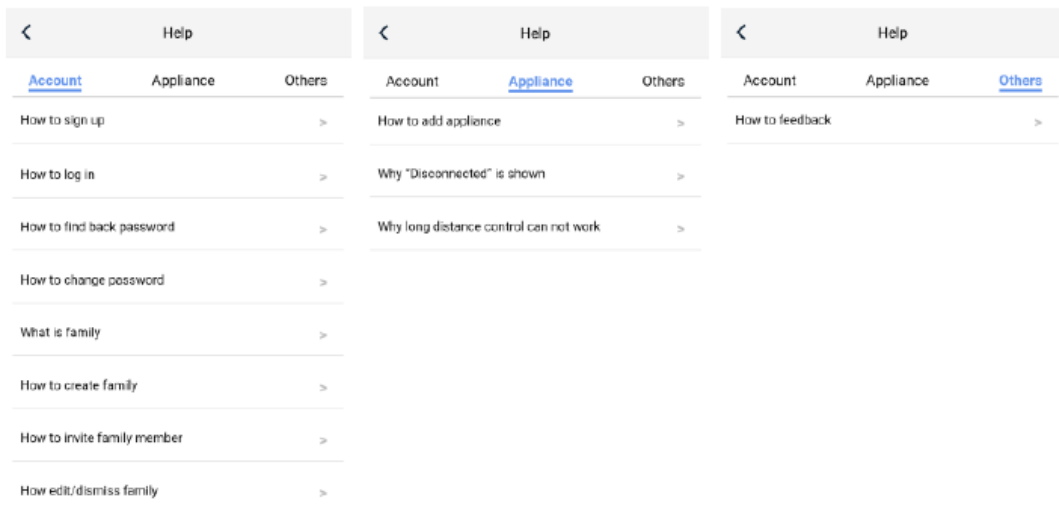 Help
Account Appliance Others
How to sign up >
How to log in >
How to find back password >
How to change password >
What is family >
How to create family >
How to invite family member >
How edit/dismiss family >
Help
Account Appliance Others
How to add appliance >
Why "Disconnected" is shown >
Why long distance control can not work >
Help
Account Appliance Others
How to feedback >